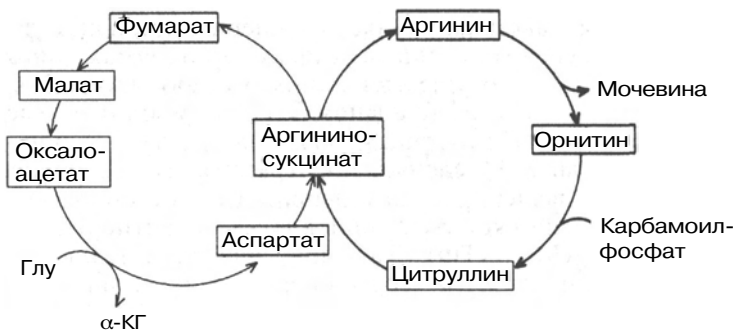 Фумарат
Аргинин
Малат
Мочевина
Аргинино-
сукцинат
Орнитин
Оксало-
ацетат
Аспартат
Карбамоил-
фосфат
Глу
Цитруллин
α-КГ